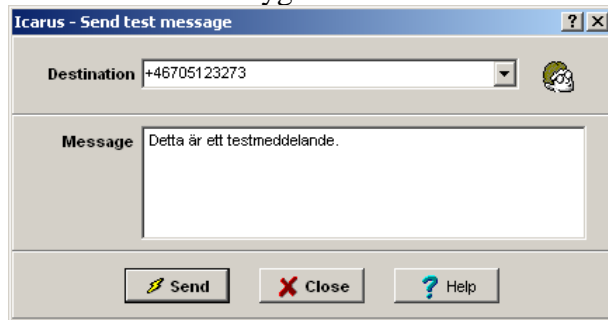 Icarus - Send test message
Destination +46705123273
Message Detta är ett testmeddelande.
Send Close Help